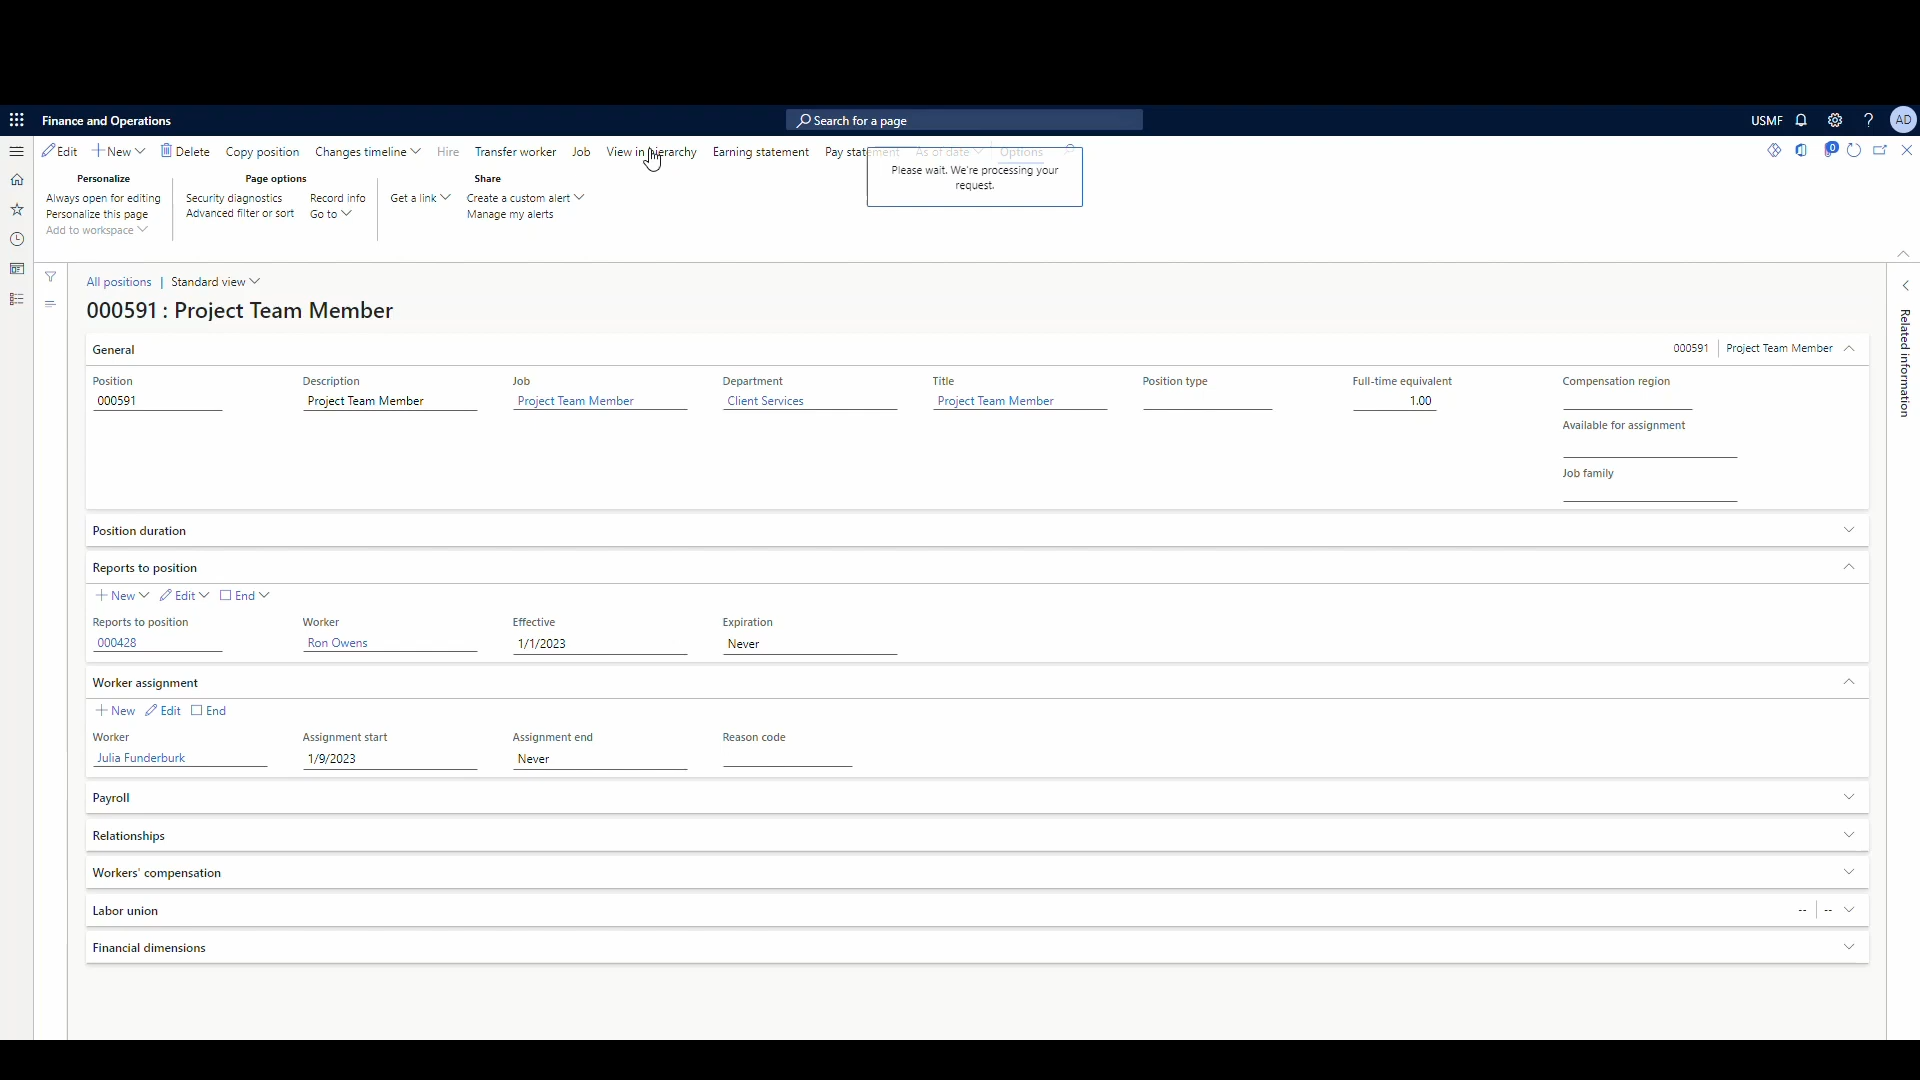 Finance and Operations
Search for a page
USMF
AD
Edit New Delete Copy position Changes timeline Hire Transfer worker Job View in hierarchy Earning statement Pay statement As of date Options
0
Please wait. We're processing your
request.
Personalize
Always open for editing
Personalize this page
Add to workspace
Page options
Security diagnostics Record info
Advanced filter or sort Go to
Get a link
Share
Create a custom alert
Manage my alerts
All positions | Standard view
000591 : Project Team Member
Related information
General 000591 Project Team Member
Position Description Job Department Title Position type Full-time equivalent Compensation region
000591 Project Team Member Project Team Member Client Services Project Team Member 1.00
Available for assignment
Job family
Position duration
Reports to position
New Edit End
Reports to position Worker Effective Expiration
000428 Ron Owens 1/1/2023 Never
Worker assignment
New Edit End
Worker Assignment start Assignment end Reason code
Julia Funderburk 1/9/2023 Never
Payroll
Relationships
Workers' compensation
Labor union -- --
Financial dimensions